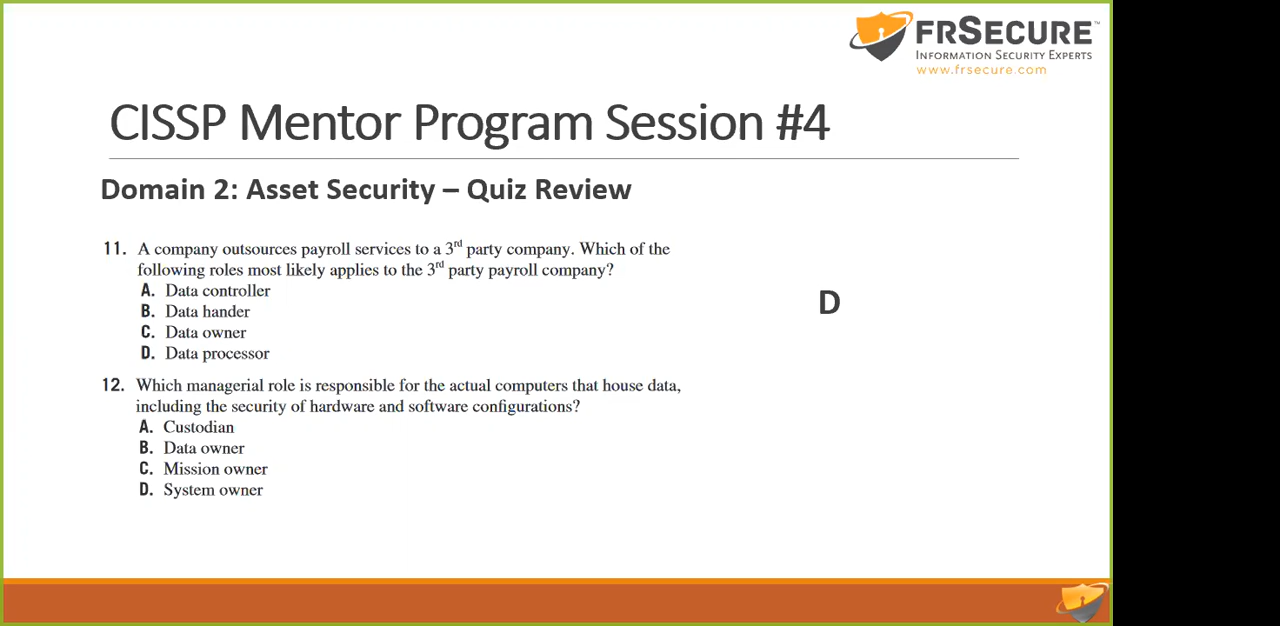 FRSECURE™
INFORMATION SECURITY EXPERTS
www.frsecure.com
CISSP Mentor Program Session #4
Domain 2: Asset Security – Quiz Review
11. A company outsources payroll services to a 3rd party company. Which of the
following roles most likely applies to the 3rd party payroll company?
A. Data controller
B. Data hander
C. Data owner
D. Data processor
D
12. Which managerial role is responsible for the actual computers that house data,
including the security of hardware and software configurations?
A. Custodian
B. Data owner
C. Mission owner
D. System owner